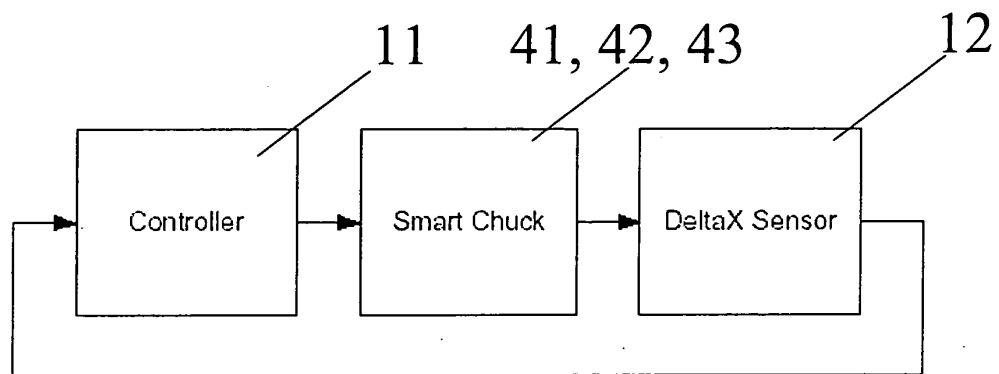 11
41, 42, 43
12
Controller
Smart Chuck
DeltaX Sensor